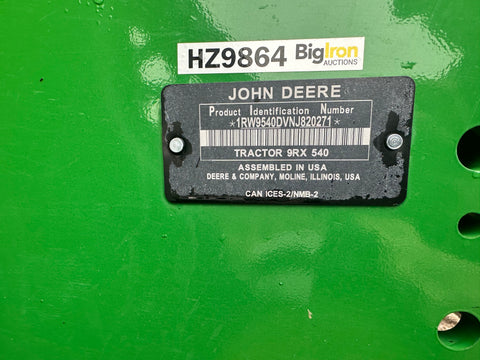 HZ9864 BigIron
AUCTIONS
JOHN DEERE
Product Identification Number
*1RW9540DVNJ820271*
TRACTOR 9RX 540
ASSEMBLED IN USA
DEERE & COMPANY, MOLINE, ILLINOIS, USA
CAN ICES-2/NMB-2